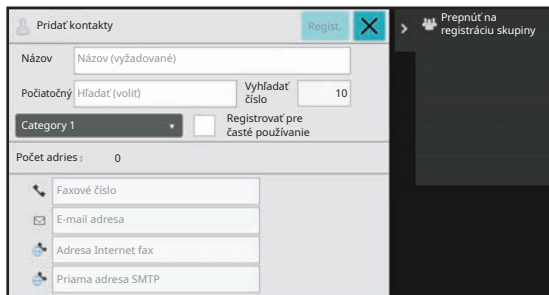 Pridať kontakty
Regist.
Prepnúť na
registráciu skupiny
Názov
Názov (vyžadované)
Počiatočný
Hľadať (voliť)
Vyhľadať
číslo
10
Category 1
Registrovať pre
časté používanie
Počet adries :
0
Faxové číslo
E-mail adresa
Adresa Internet fax
Priama adresa SMTP